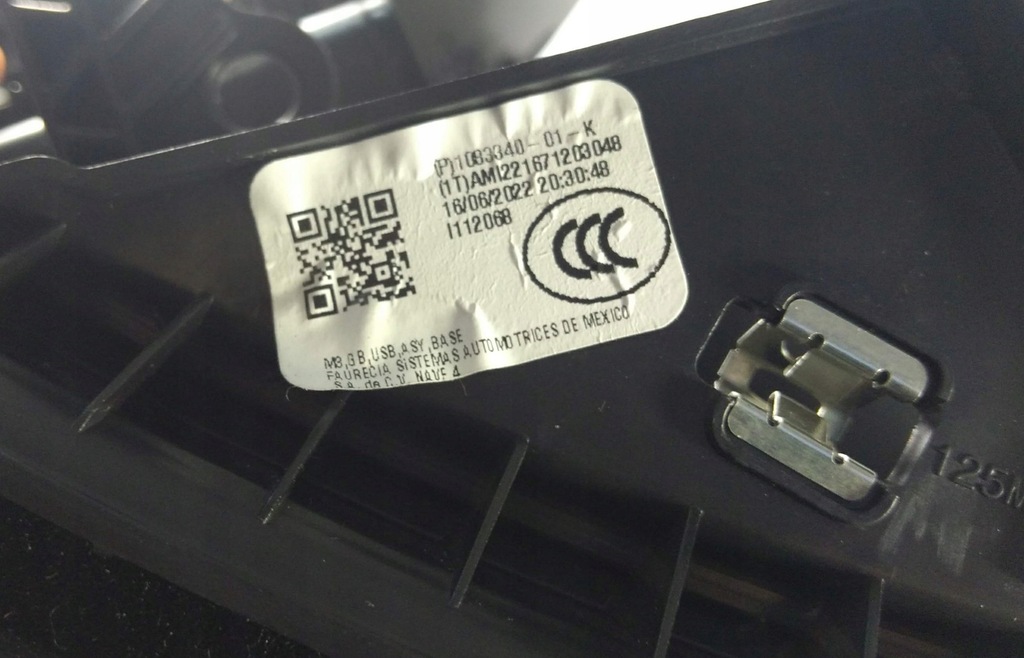 (P)1083340-01-K
(1T)AMI221671203048
16/06/2022 20:30:48
I112068
CCC
M3,GB,USB,ASY,BASE
FAURECIA SISTEMAS AUTOMOTRICES DE MEXICO
S.A. de C.V. NAVE 4
125M